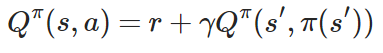 Q^π(s, a) = r + γQ^π(s′, π(s′))